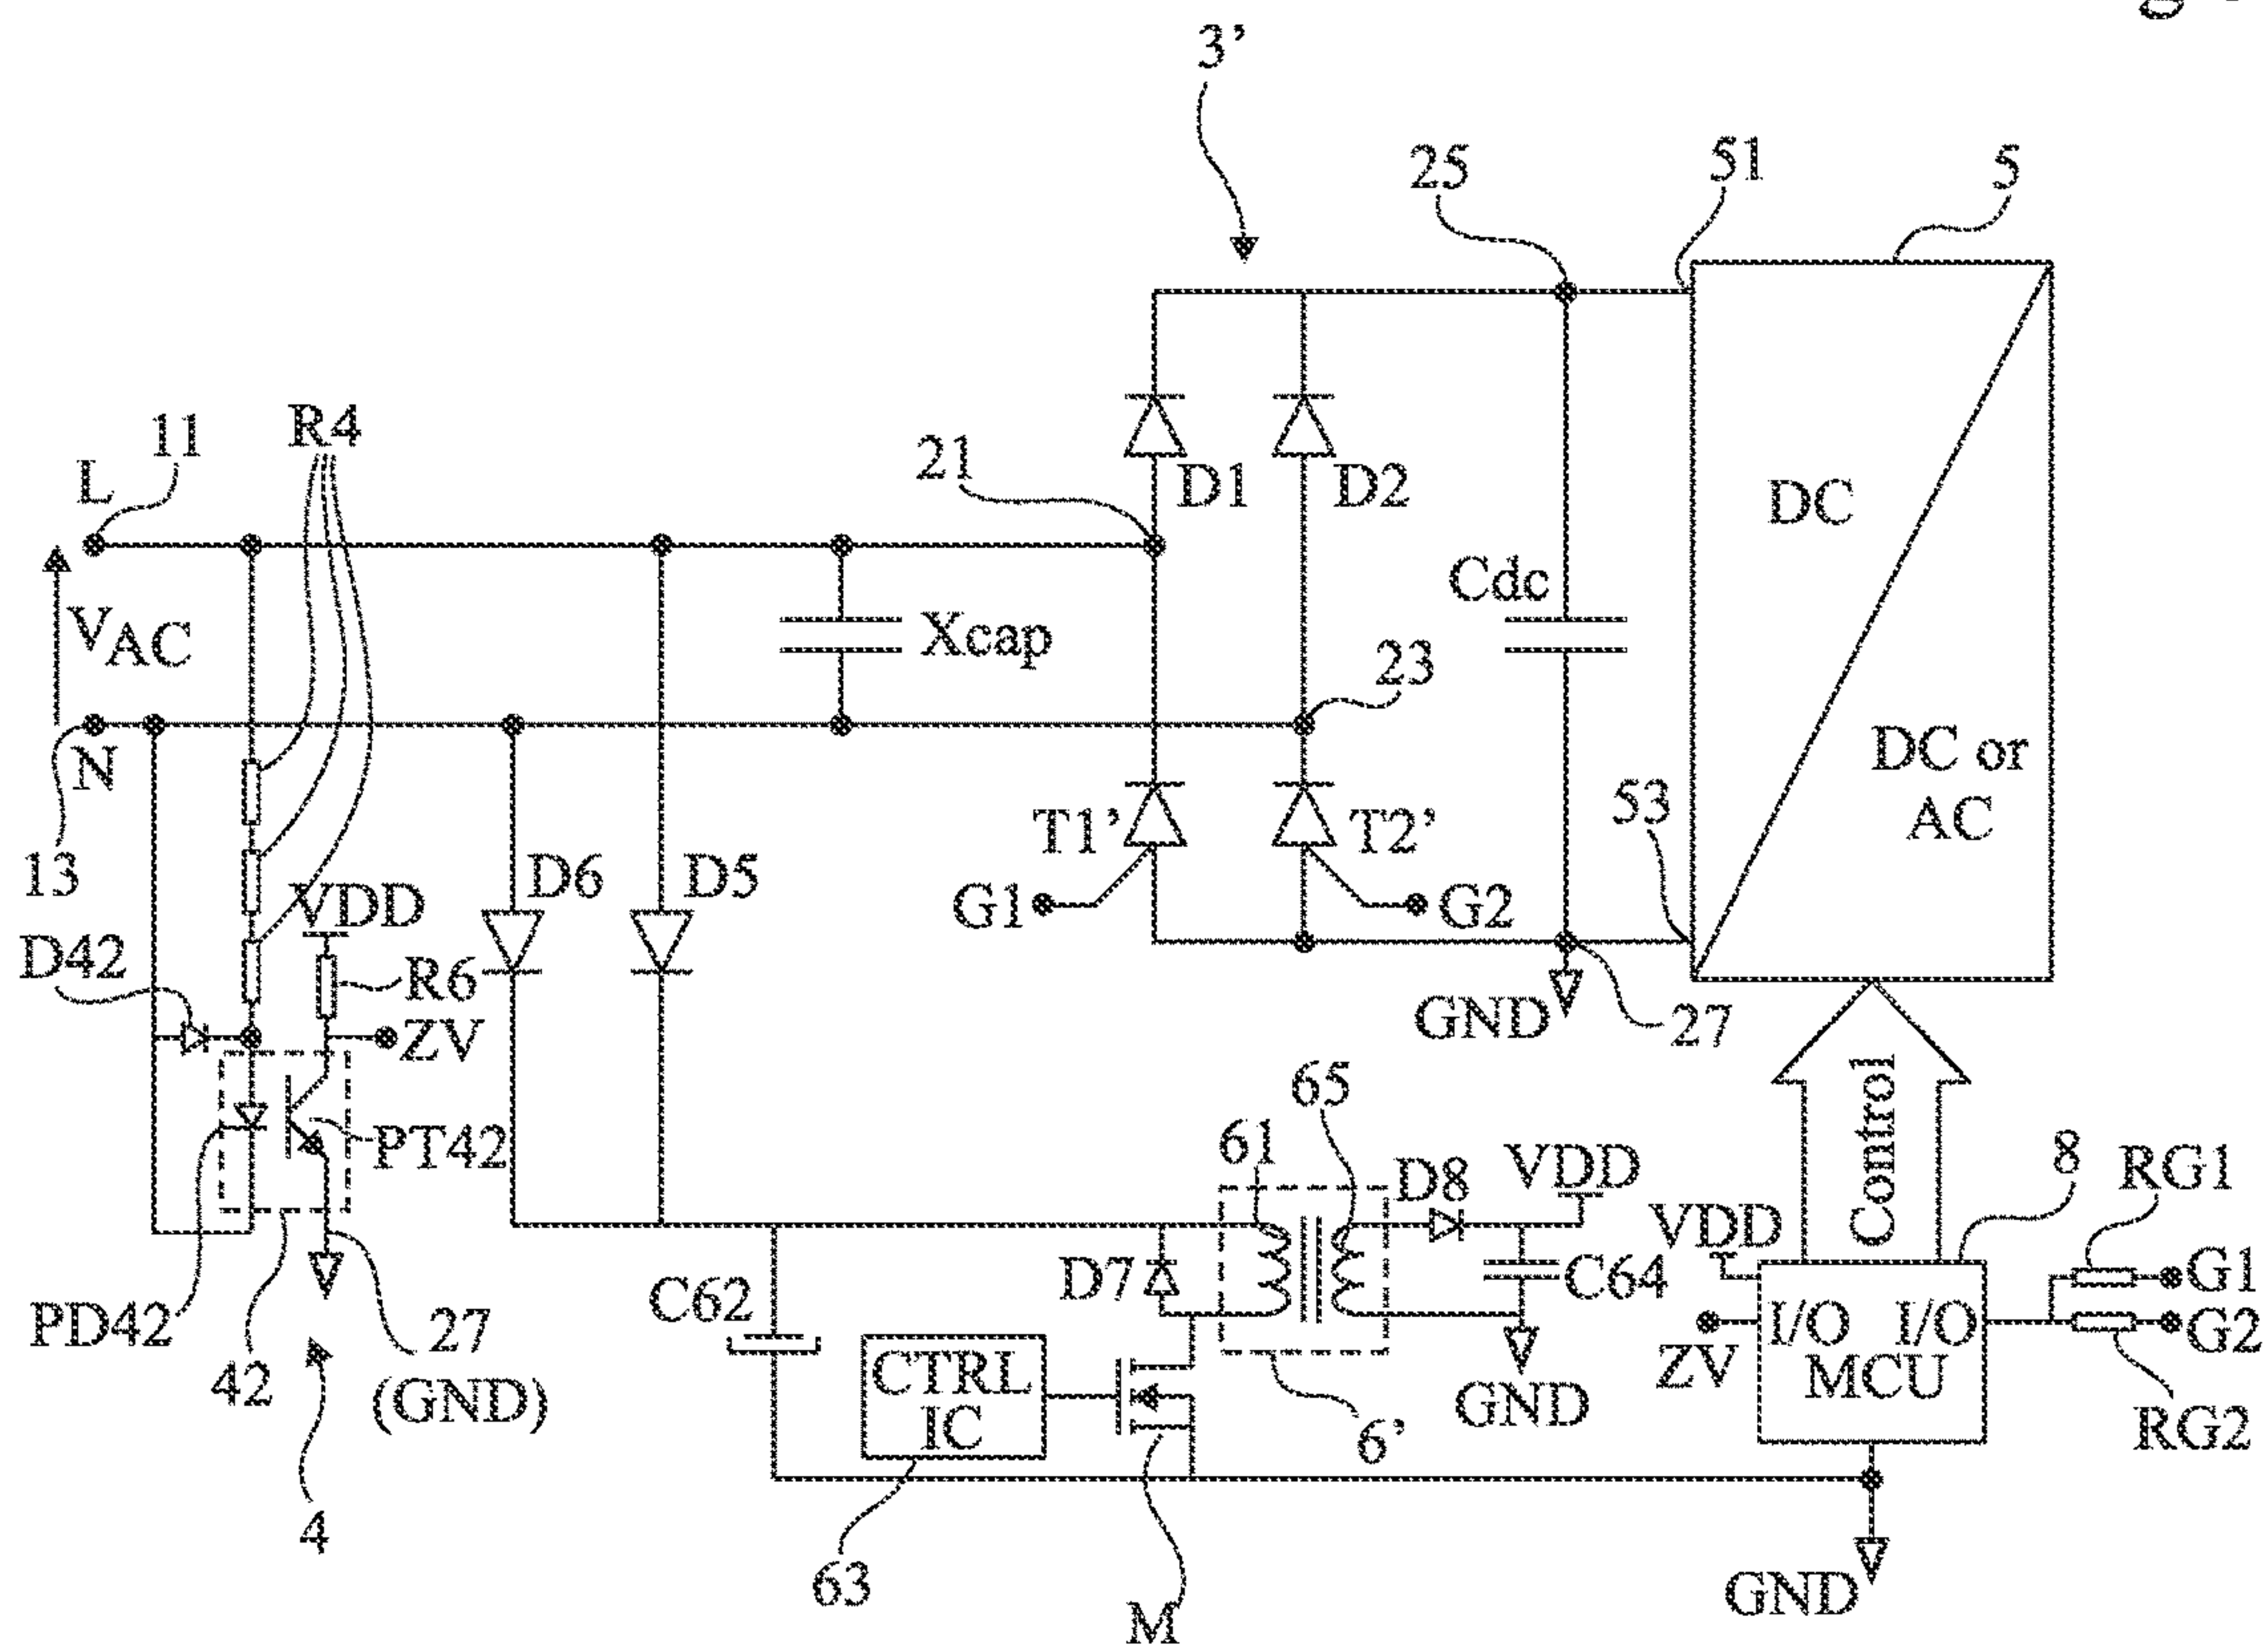 3'
25
51
5
DC
DC or
AC
L
11
R4
21
D1
D2
VAC
Xcap
Cdc
23
N
13
T1'
T2'
G1
G2
53
D6
D5
VDD
D42
R6
ZV
GND
27
PT42
PD42
42
27
(GND)
4
C62
D7
61
65
D8
VDD
C64
GND
6'
CTRL
IC
63
M
Control
8
VDD
ZV
I/O
I/O
MCU
RG1
G1
G2
RG2
GND